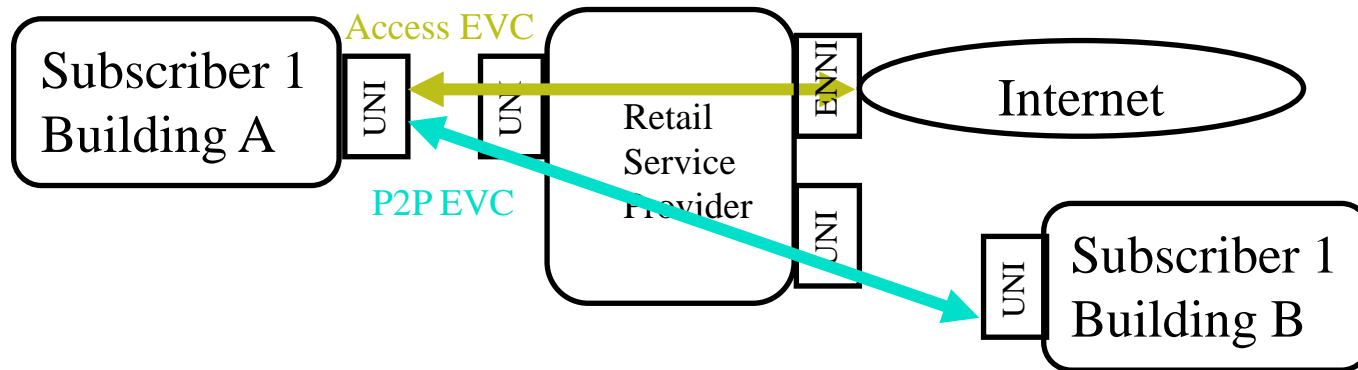 Access EVC
Subscriber 1
Building A
UNI
UNI
Retail
Service
Provider
ENNI
Internet
P2P EVC
UNI
UNI
Subscriber 1
Building B